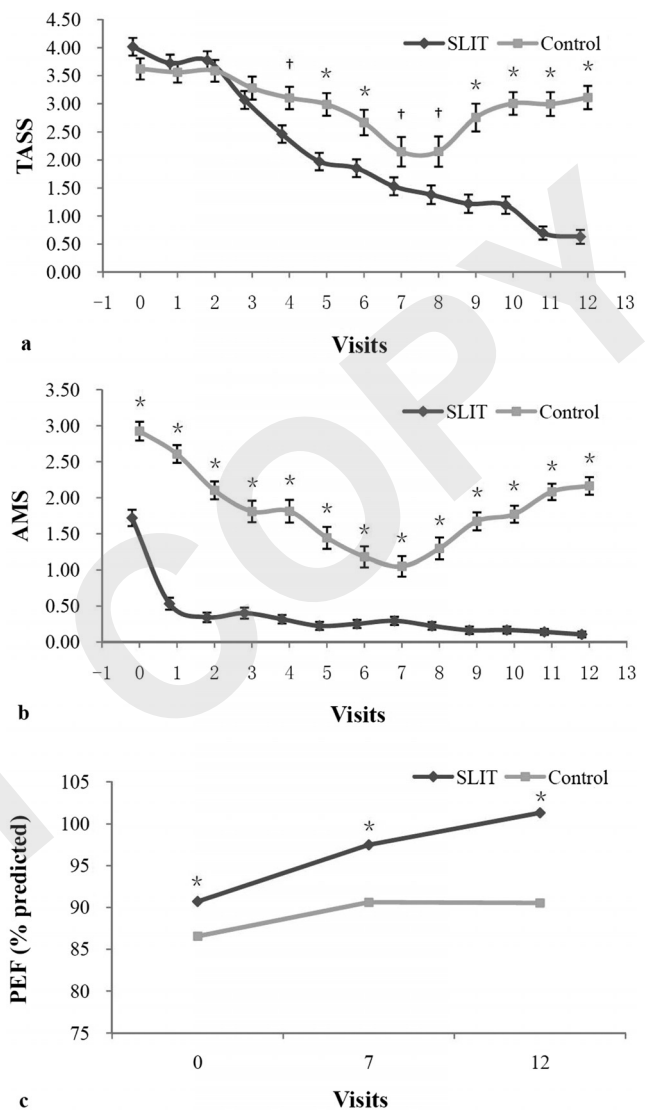 4.50
4.00
3.50
3.00
2.50
2.00
1.50
1.00
0.50
0.00
TASS
SLIT Control
† * * † † * * * *
−1 0 1 2 3 4 5 6 7 8 9 10 11 12 13
a Visits
3.50
3.00
2.50
2.00
1.50
1.00
0.50
0.00
AMS
SLIT Control
* * * * * * * * * * * * *
−1 0 1 2 3 4 5 6 7 8 9 10 11 12 13
b Visits
105
100
95
90
85
80
75
PEF (% predicted)
SLIT Control
* * *
0 7 12
c Visits
COPY